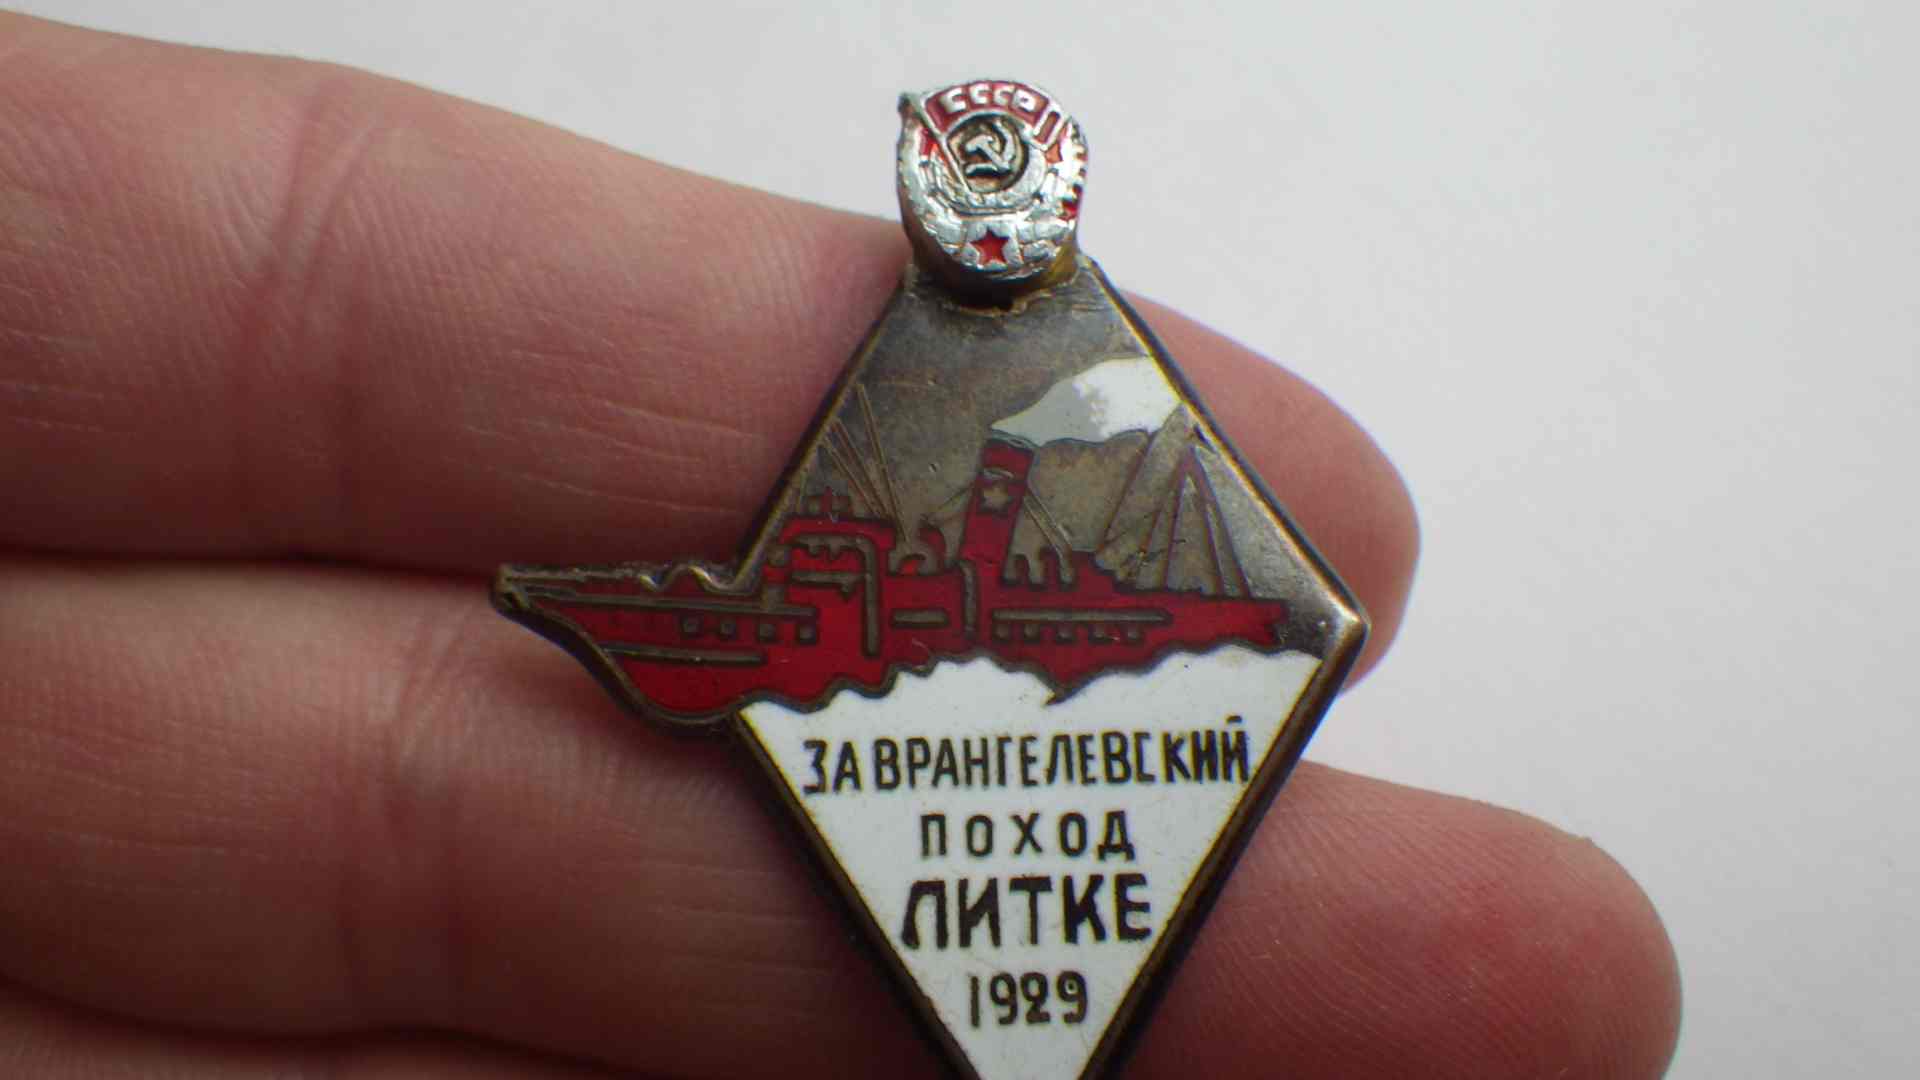 СССР
ЗА ВРАНГЕЛЕВСКИЙ
ПОХОД
ЛИТКЕ
1929